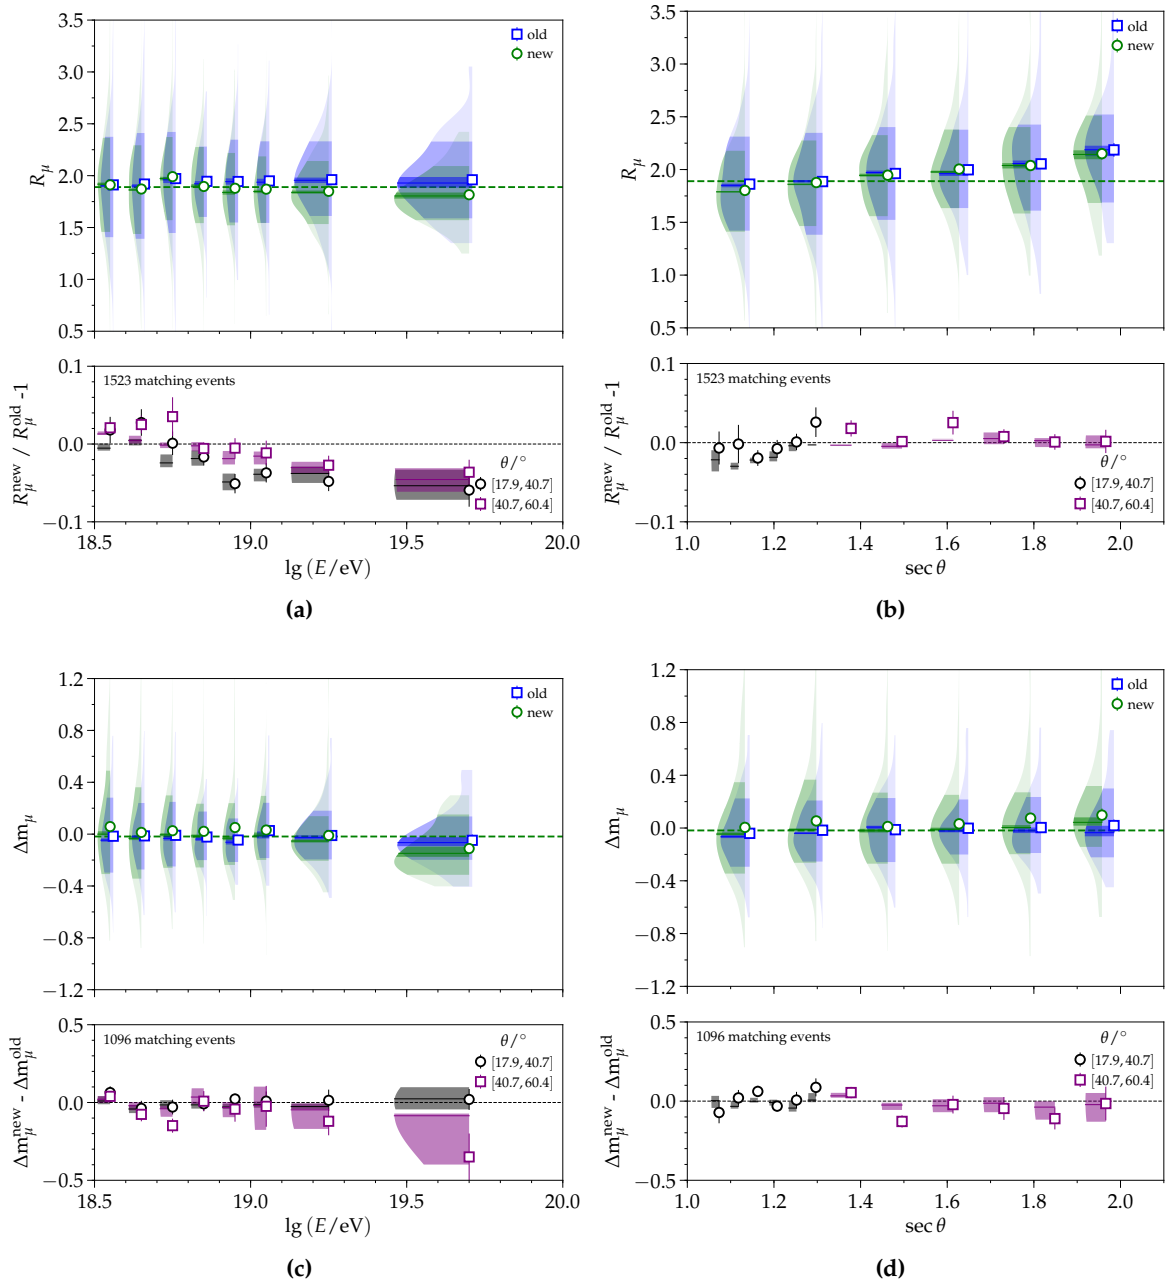 3.5
3.0
2.5
2.0
1.5
1.0
0.5
R_μ
old
new
0.1
0.0
−0.1
R_μ^new / R_μ^old -1
1523 matching events
θ/°
[17.9, 40.7]
[40.7, 60.4]
18.5 19.0 19.5 20.0
lg (E/eV)
(a)
3.5
3.0
2.5
2.0
1.5
1.0
0.5
R_μ
old
new
0.1
0.0
−0.1
R_μ^new / R_μ^old -1
1523 matching events
θ/°
[17.9, 40.7]
[40.7, 60.4]
1.0 1.2 1.4 1.6 1.8 2.0
sec θ
(b)
1.2
0.8
0.4
0.0
−0.4
−0.8
−1.2
Δm_μ
old
new
0.5
0.0
−0.5
Δm_μ^new - Δm_μ^old
1096 matching events
θ/°
[17.9, 40.7]
[40.7, 60.4]
18.5 19.0 19.5 20.0
lg (E/eV)
(c)
1.2
0.8
0.4
0.0
−0.4
−0.8
−1.2
Δm_μ
old
new
0.5
0.0
−0.5
Δm_μ^new - Δm_μ^old
1096 matching events
θ/°
[17.9, 40.7]
[40.7, 60.4]
1.0 1.2 1.4 1.6 1.8 2.0
sec θ
(d)